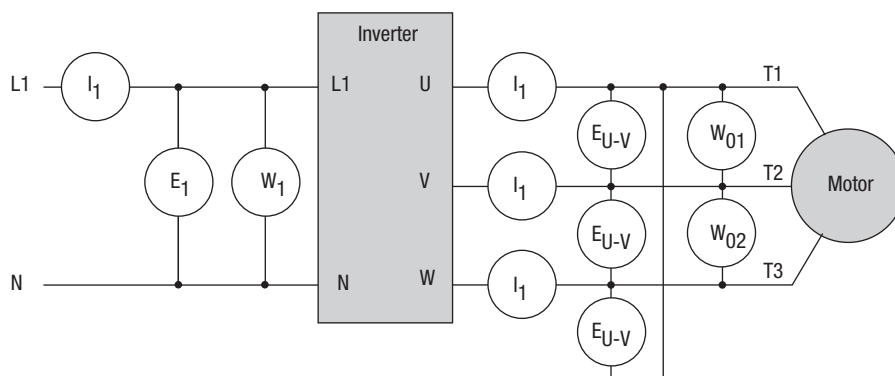 Inverter
L1 I1 L1 U I1 T1
EU-V W01
E1 W1 V I1 T2 Motor
EU-V W02
N N W I1 T3
EU-V